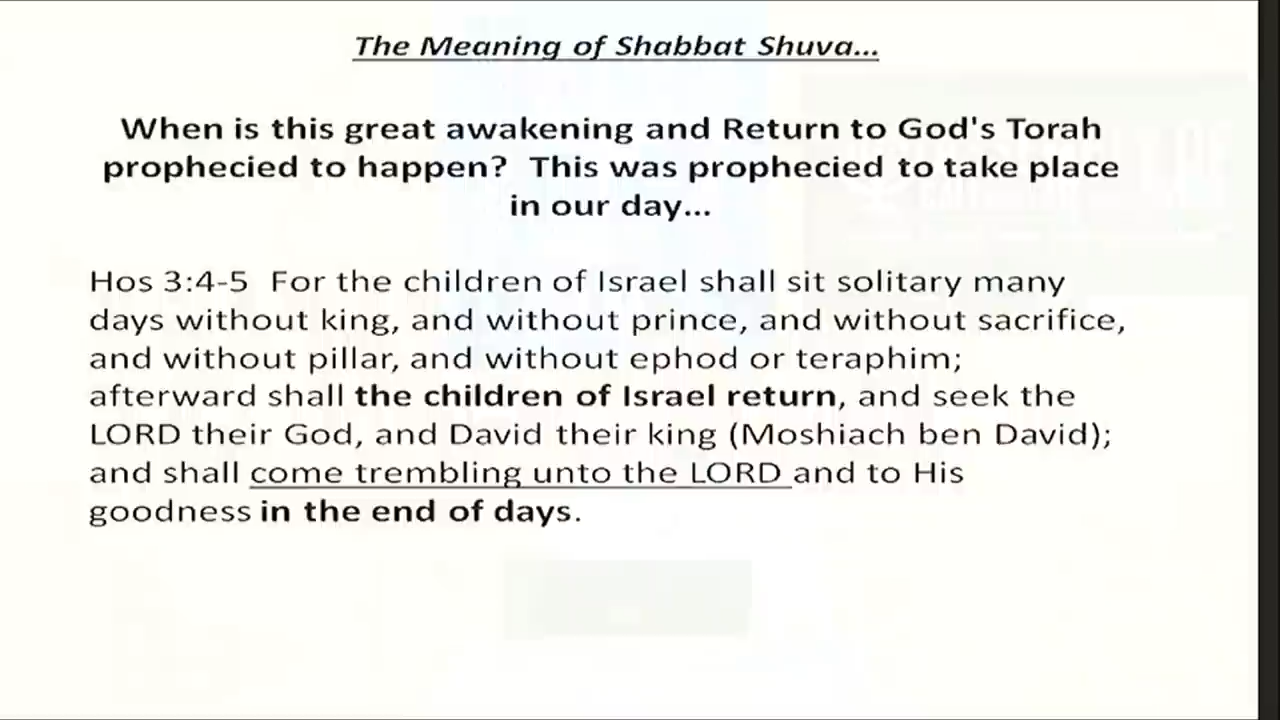 The Meaning of Shabbat Shuva...
When is this great awakening and Return to God's Torah
prophecied to happen?  This was prophecied to take place
in our day...
Hos 3:4-5  For the children of Israel shall sit solitary many
days without king, and without prince, and without sacrifice,
and without pillar, and without ephod or teraphim;
afterward shall the children of Israel return, and seek the
LORD their God, and David their king (Moshiach ben David);
and shall come trembling unto the LORD and to His
goodness in the end of days.